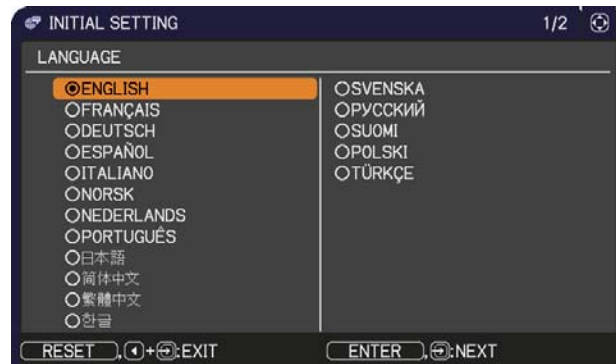 INITIAL SETTING 1/2
LANGUAGE
ENGLISH
FRANÇAIS
DEUTSCH
ESPAÑOL
ITALIANO
NORSK
NEDERLANDS
PORTUGUÊS
日本語
简体中文
繁體中文
한글
SVENSKA
РУССКИЙ
SUOMI
POLSKI
TÜRKÇE
RESET ,+:EXIT
ENTER ,:NEXT